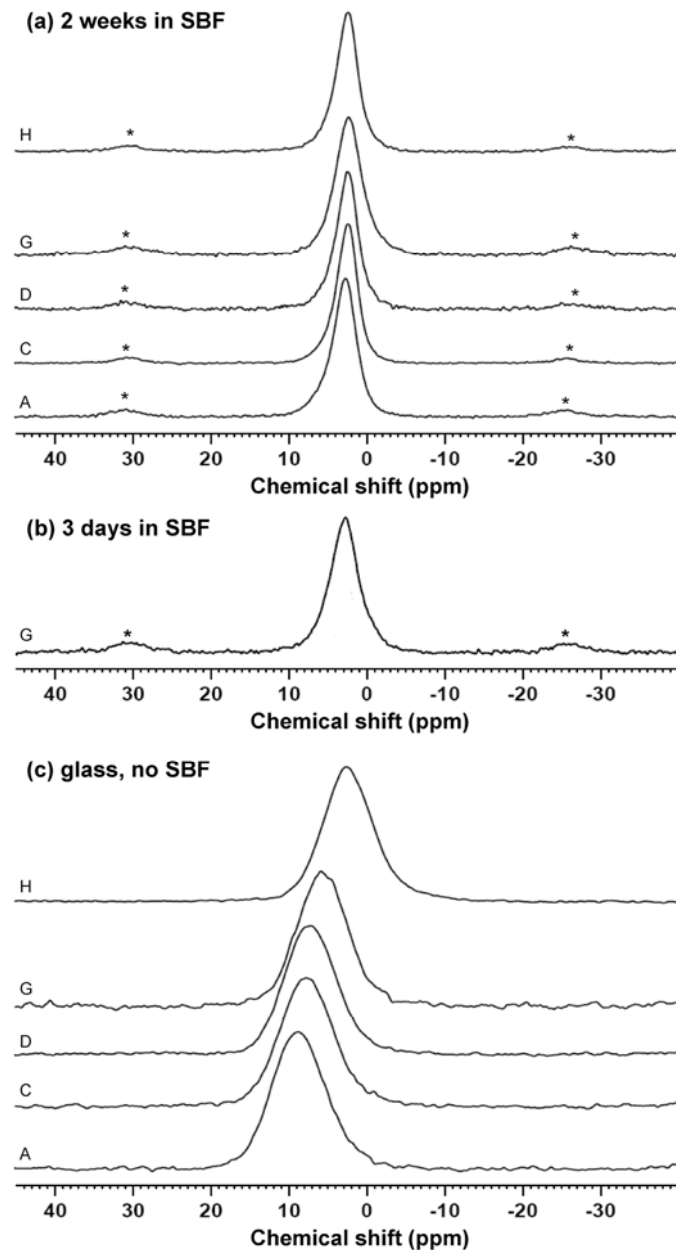 (a) 2 weeks in SBF
H
* *
G
* *
D
* *
C
* *
A
* *
40 30 20 10 0 -10 -20 -30
Chemical shift (ppm)
(b) 3 days in SBF
G
* *
40 30 20 10 0 -10 -20 -30
Chemical shift (ppm)
(c) glass, no SBF
H
G
D
C
A
40 30 20 10 0 -10 -20 -30
Chemical shift (ppm)